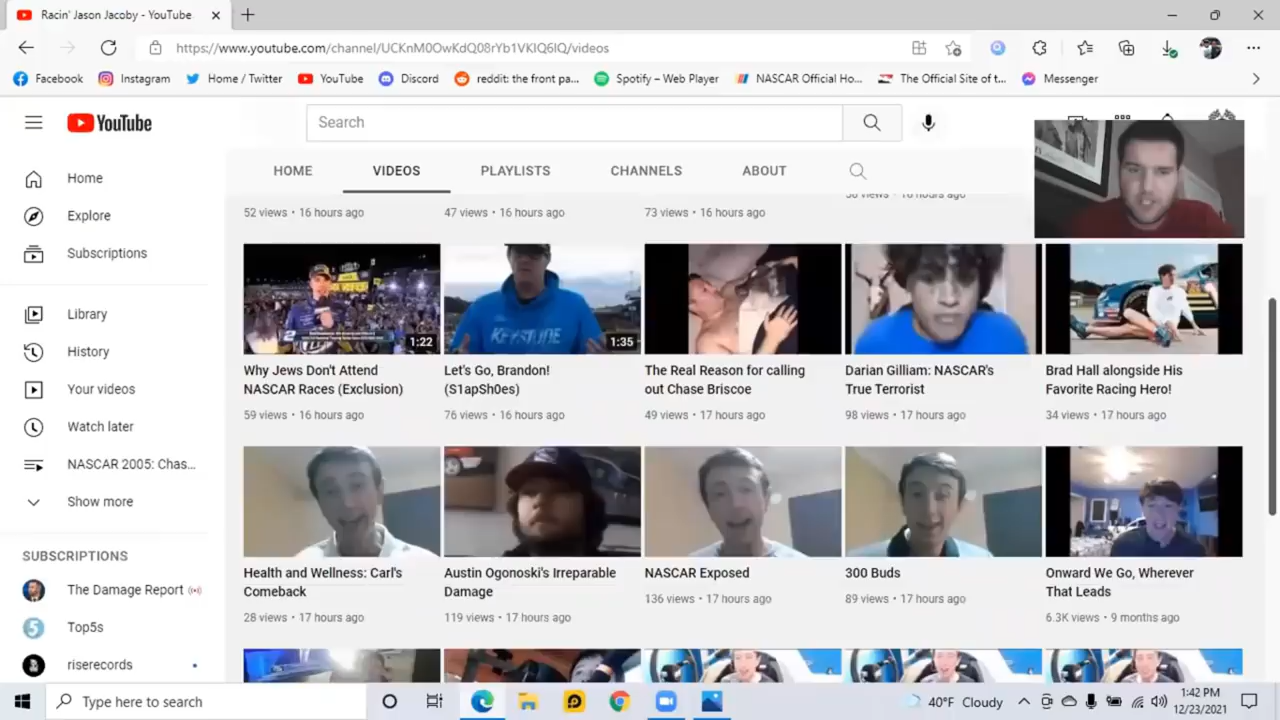 Racin' Jason Jacoby - YouTube
https://www.youtube.com/channel/UCKnM0OwKdQ08rYb1VKIQ6IQ/videos
Facebook Instagram Home / Twitter YouTube Discord reddit: the front pa... Spotify – Web Player NASCAR Official Ho... The Official Site of t... Messenger
YouTube
Search
HOME VIDEOS PLAYLISTS CHANNELS ABOUT
Home
Explore
Subscriptions
Library
History
Your videos
Watch later
NASCAR 2005: Chas...
Show more
SUBSCRIPTIONS
The Damage Report
5
Top5s
riserecords
52 views • 16 hours ago
47 views • 16 hours ago
73 views • 16 hours ago
1:22
Why Jews Don't Attend
NASCAR Races (Exclusion)
59 views • 16 hours ago
KEYSTONE
1:35
Let's Go, Brandon!
(S1apSh0es)
76 views • 16 hours ago
The Real Reason for calling
out Chase Briscoe
49 views • 17 hours ago
Darian Gilliam: NASCAR's
True Terrorist
98 views • 17 hours ago
Brad Hall alongside His
Favorite Racing Hero!
34 views • 17 hours ago
Health and Wellness: Carl's
Comeback
28 views • 17 hours ago
Austin Ogonoski's Irreparable
Damage
119 views • 17 hours ago
NASCAR Exposed
136 views • 17 hours ago
300 Buds
89 views • 17 hours ago
Onward We Go, Wherever
That Leads
6.3K views • 9 months ago
Type here to search
40°F Cloudy
1:42 PM
12/23/2021